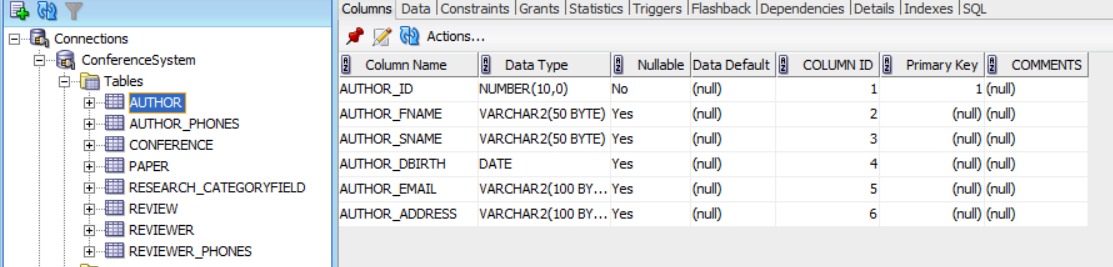 Connections
ConferenceSystem
Tables
AUTHOR
AUTHOR_PHONES
CONFERENCE
PAPER
RESEARCH_CATEGORYFIELD
REVIEW
REVIEWER
REVIEWER_PHONES
Columns Data Constraints Grants Statistics Triggers Flashback Dependencies Details Indexes SQL
Actions...
Column Name Data Type Nullable Data Default COLUMN ID Primary Key COMMENTS
AUTHOR_ID NUMBER(10,0) No (null) 1 1 (null)
AUTHOR_FNAME VARCHAR2(50 BYTE) Yes (null) 2 (null) (null)
AUTHOR_SNAME VARCHAR2(50 BYTE) Yes (null) 3 (null) (null)
AUTHOR_DBIRTH DATE Yes (null) 4 (null) (null)
AUTHOR_EMAIL VARCHAR2(100 BY... Yes (null) 5 (null) (null)
AUTHOR_ADDRESS VARCHAR2(100 BY... Yes (null) 6 (null) (null)